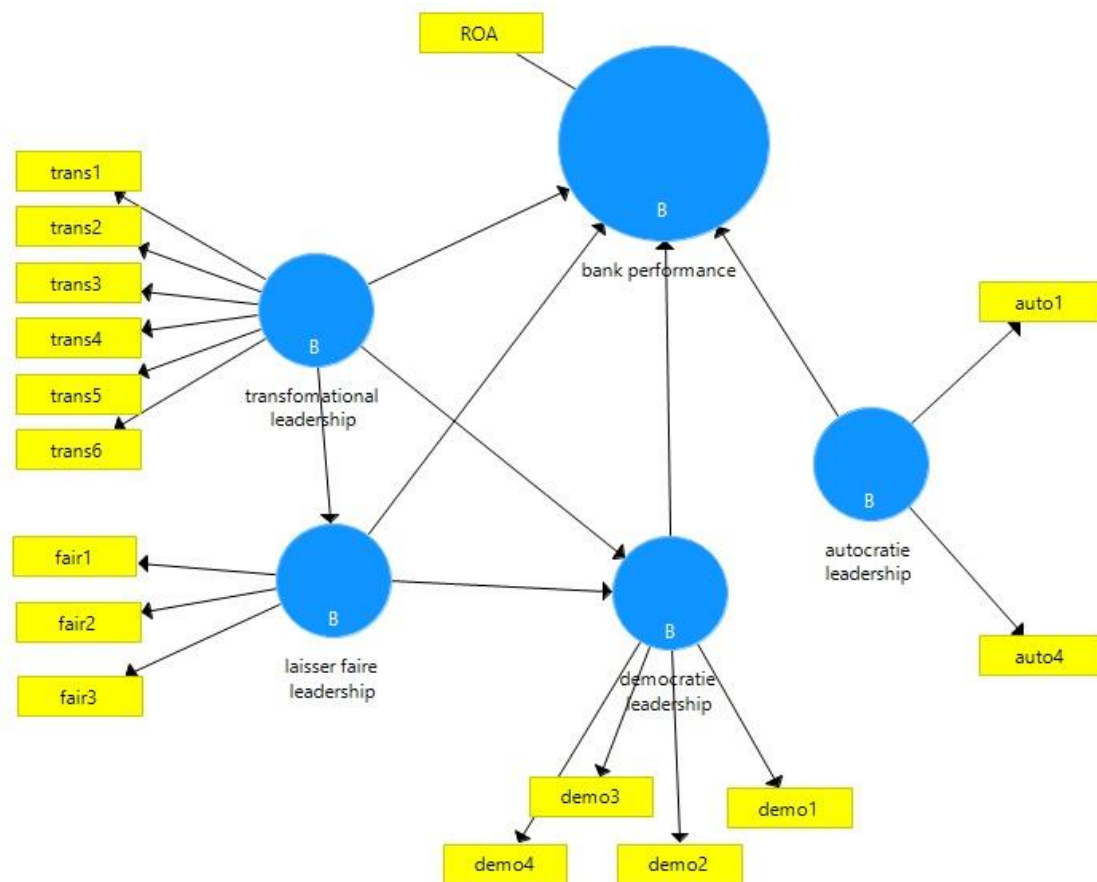 ROA
B
bank performance
trans1
trans2
trans3
trans4
trans5
trans6
B
transfomational
leadership
auto1
B
autocratie
leadership
auto4
fair1
fair2
fair3
B
laisser faire
leadership
B
democratie
leadership
demo3
demo1
demo4
demo2